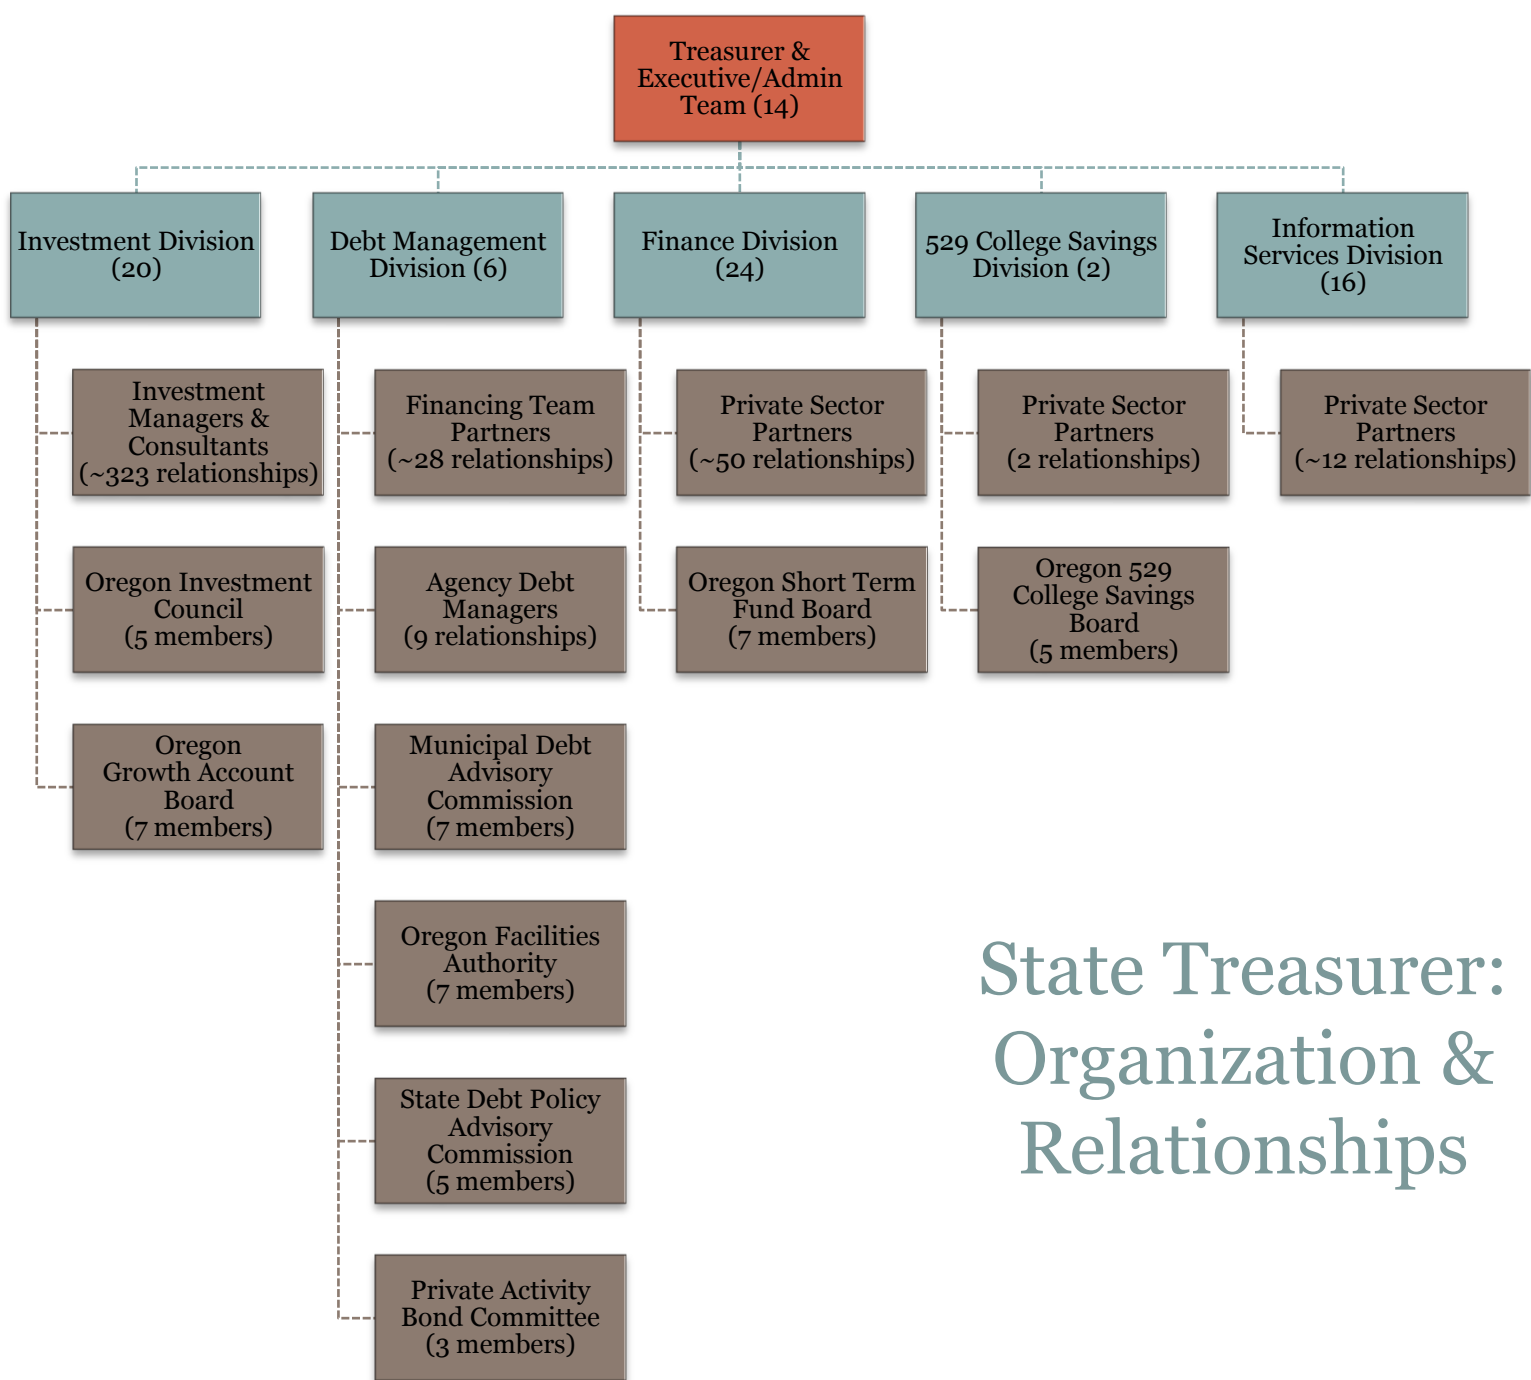 Treasurer &
Executive/Admin
Team (14)
Investment Division
(20)
Debt Management
Division (6)
Finance Division
(24)
529 College Savings
Division (2)
Information
Services Division
(16)
Investment
Managers &
Consultants
(~323 relationships)
Oregon Investment
Council
(5 members)
Oregon
Growth Account
Board
(7 members)
Financing Team
Partners
(~28 relationships)
Agency Debt
Managers
(9 relationships)
Municipal Debt
Advisory
Commission
(7 members)
Oregon Facilities
Authority
(7 members)
State Debt Policy
Advisory
Commission
(5 members)
Private Activity
Bond Committee
(3 members)
Private Sector
Partners
(~50 relationships)
Oregon Short Term
Fund Board
(7 members)
Private Sector
Partners
(2 relationships)
Oregon 529
College Savings
Board
(5 members)
Private Sector
Partners
(~12 relationships)
State Treasurer:
Organization &
Relationships